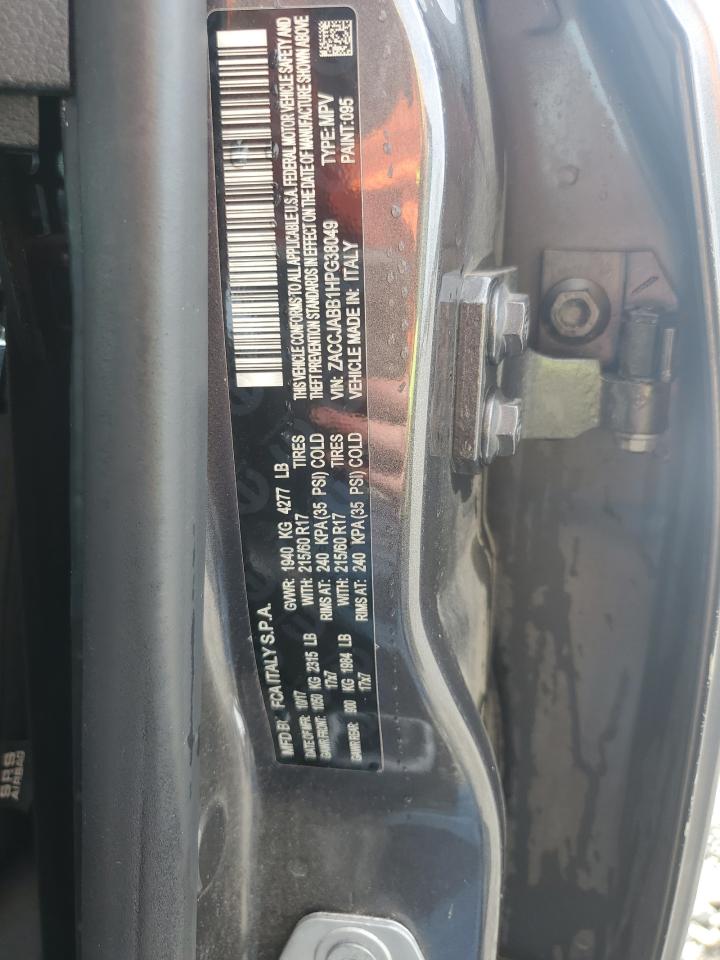 MFD BY FCA ITALY S.P.A.
DATE OF MFR: 1017 GVWR: 1940 KG 4277 LB
GAWR FRONT: 1050 KG 2315 LB WITH: 215/60 R17 TIRES
17x7 RIMS AT: 240 KPA(35 PSI) COLD
GAWR REAR: 900 KG 1984 LB WITH: 215/60 R17 TIRES
17x7 RIMS AT: 240 KPA(35 PSI) COLD
THIS VEHICLE CONFORMS TO ALL APPLICABLE U.S.A. FEDERAL MOTOR VEHICLE SAFETY AND
THEFT PREVENTION STANDARDS IN EFFECT ON THE DATE OF MANUFACTURE SHOWN ABOVE
VIN: ZACCJABB1HPG38049 TYPE: MPV
VEHICLE MADE IN: ITALY PAINT: 095
SRS
AIRBAG